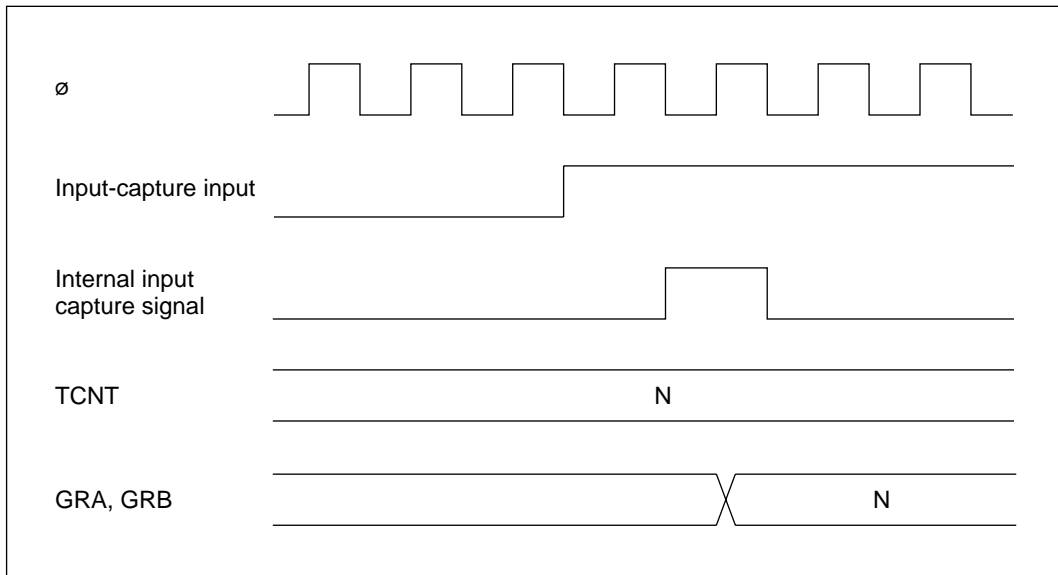 ø
Input-capture input
Internal input
capture signal
TCNT
N
GRA, GRB
N